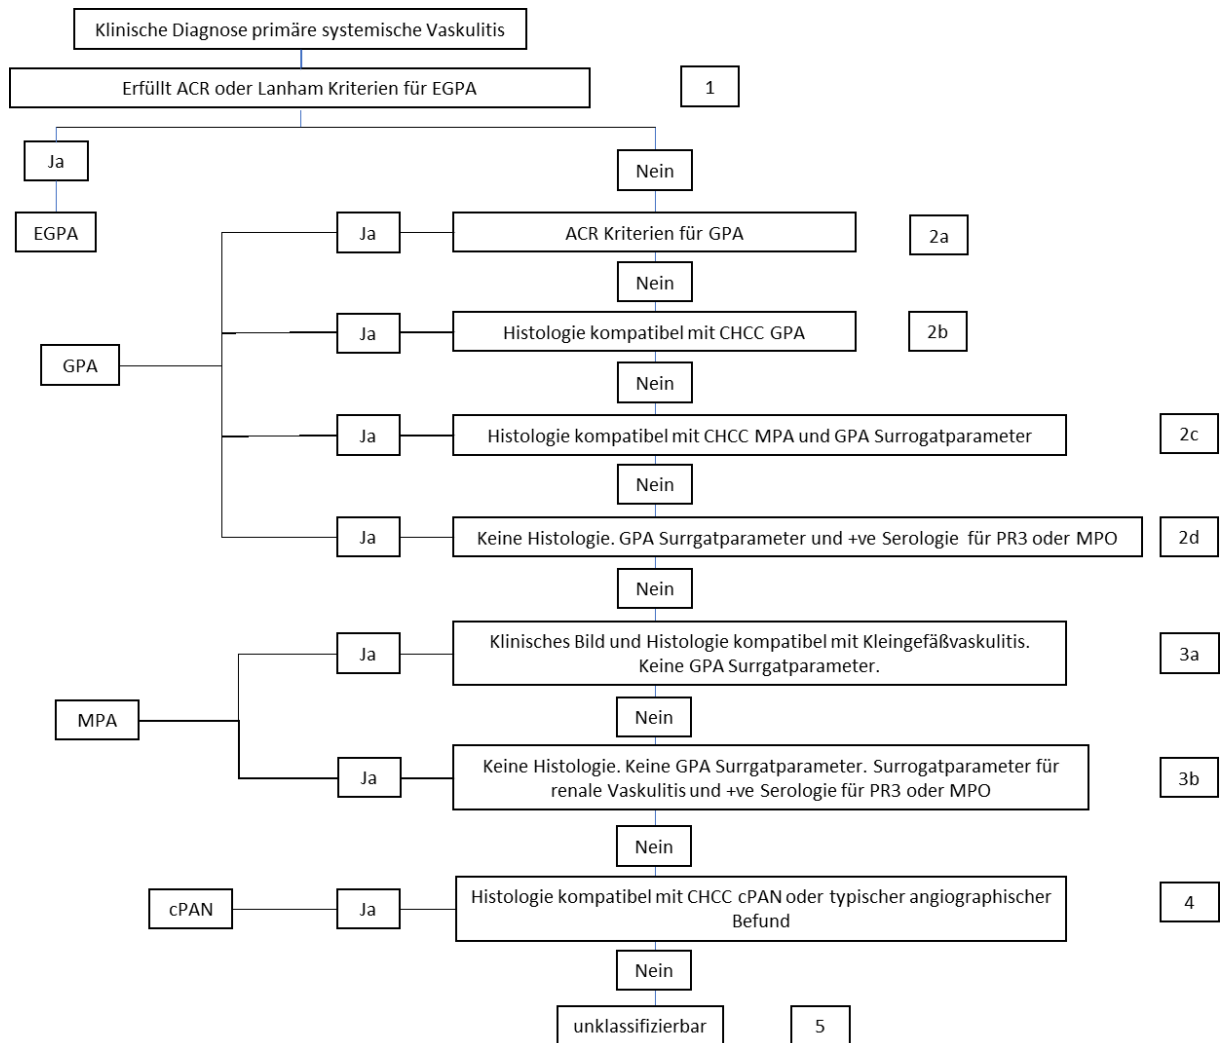 Klinische Diagnose primäre systemische Vaskulitis
Erfüllt ACR oder Lanham Kriterien für EGPA
1
Ja
Nein
EGPA
Ja
ACR Kriterien für GPA
2a
Nein
Ja
Histologie kompatibel mit CHCC GPA
2b
GPA
Nein
Ja
Histologie kompatibel mit CHCC MPA und GPA Surrogatparameter
2c
Nein
Ja
Keine Histologie. GPA Surrgatparameter und +ve Serologie für PR3 oder MPO
2d
Nein
Ja
Klinisches Bild und Histologie kompatibel mit Kleingefäßvaskulitis.
Keine GPA Surrgatparameter.
3a
MPA
Nein
Ja
Keine Histologie. Keine GPA Surrgatparameter. Surrogatparameter für
renale Vaskulitis und +ve Serologie für PR3 oder MPO
3b
Nein
cPAN
Ja
Histologie kompatibel mit CHCC cPAN oder typischer angiographischer
Befund
4
Nein
unklassifizierbar
5